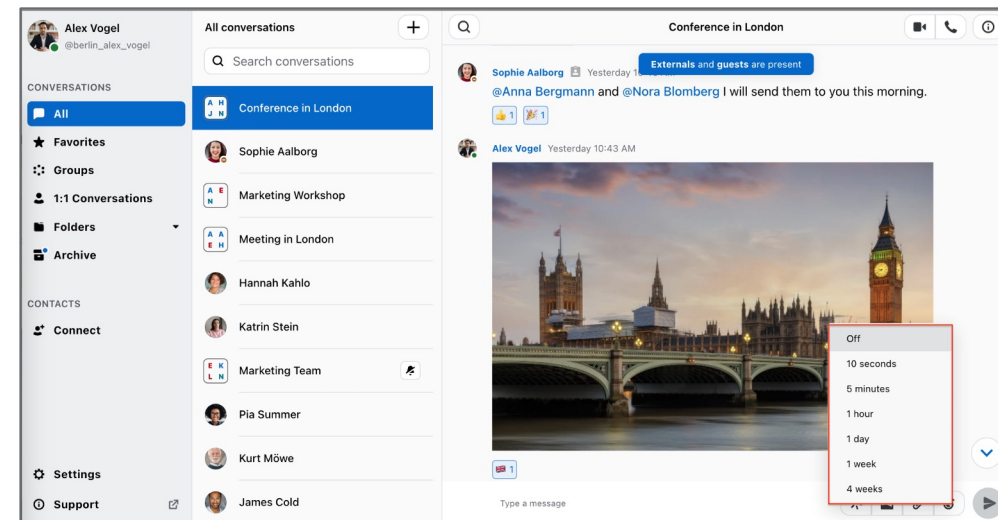 Alex Vogel
@berlin_alex_vogel
CONVERSATIONS
All
Favorites
Groups
1:1 Conversations
Folders
Archive
CONTACTS
Connect
Settings
Support
All conversations
Search conversations
A H
J N
Conference in London
Sophie Aalborg
A E
N
Marketing Workshop
A A
E H
Meeting in London
Hannah Kahlo
Katrin Stein
E K
L N
Marketing Team
Pia Summer
Kurt Möwe
James Cold
Conference in London
Externals and guests are present
Sophie Aalborg Yesterday
@Anna Bergmann and @Nora Blomberg I will send them to you this morning.
1 1
Alex Vogel Yesterday 10:43 AM
1
Off
10 seconds
5 minutes
1 hour
1 day
1 week
4 weeks
Type a message